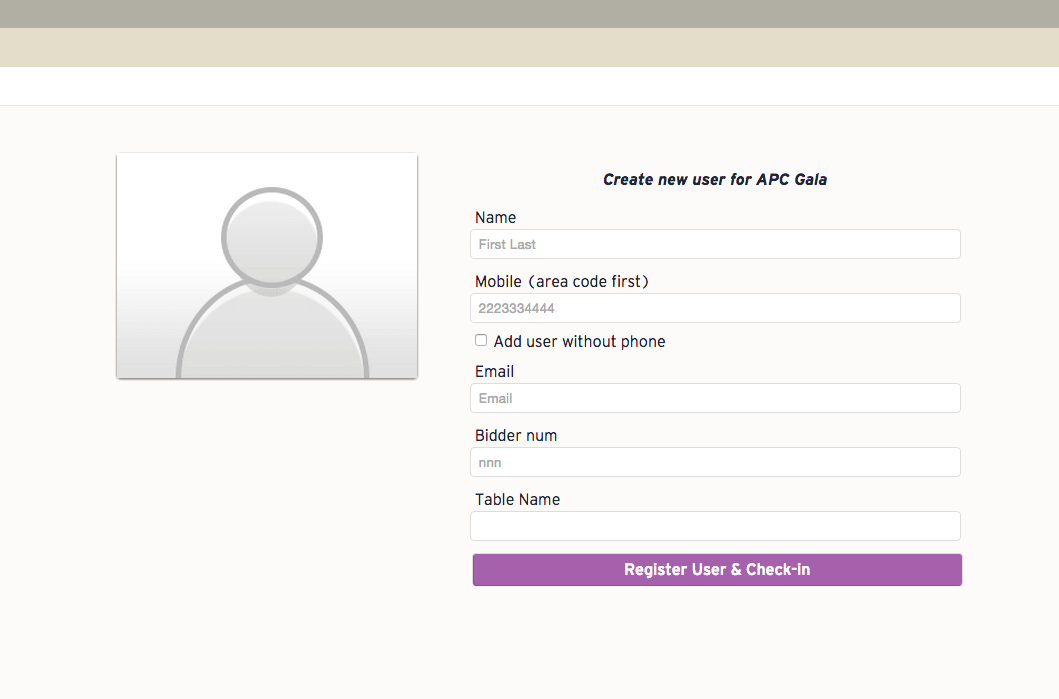 Create new user for APC Gala
Name
First Last
Mobile (area code first)
2223334444
Add user without phone
Email
Email
Bidder num
nnn
Table Name
Register User & Check-in